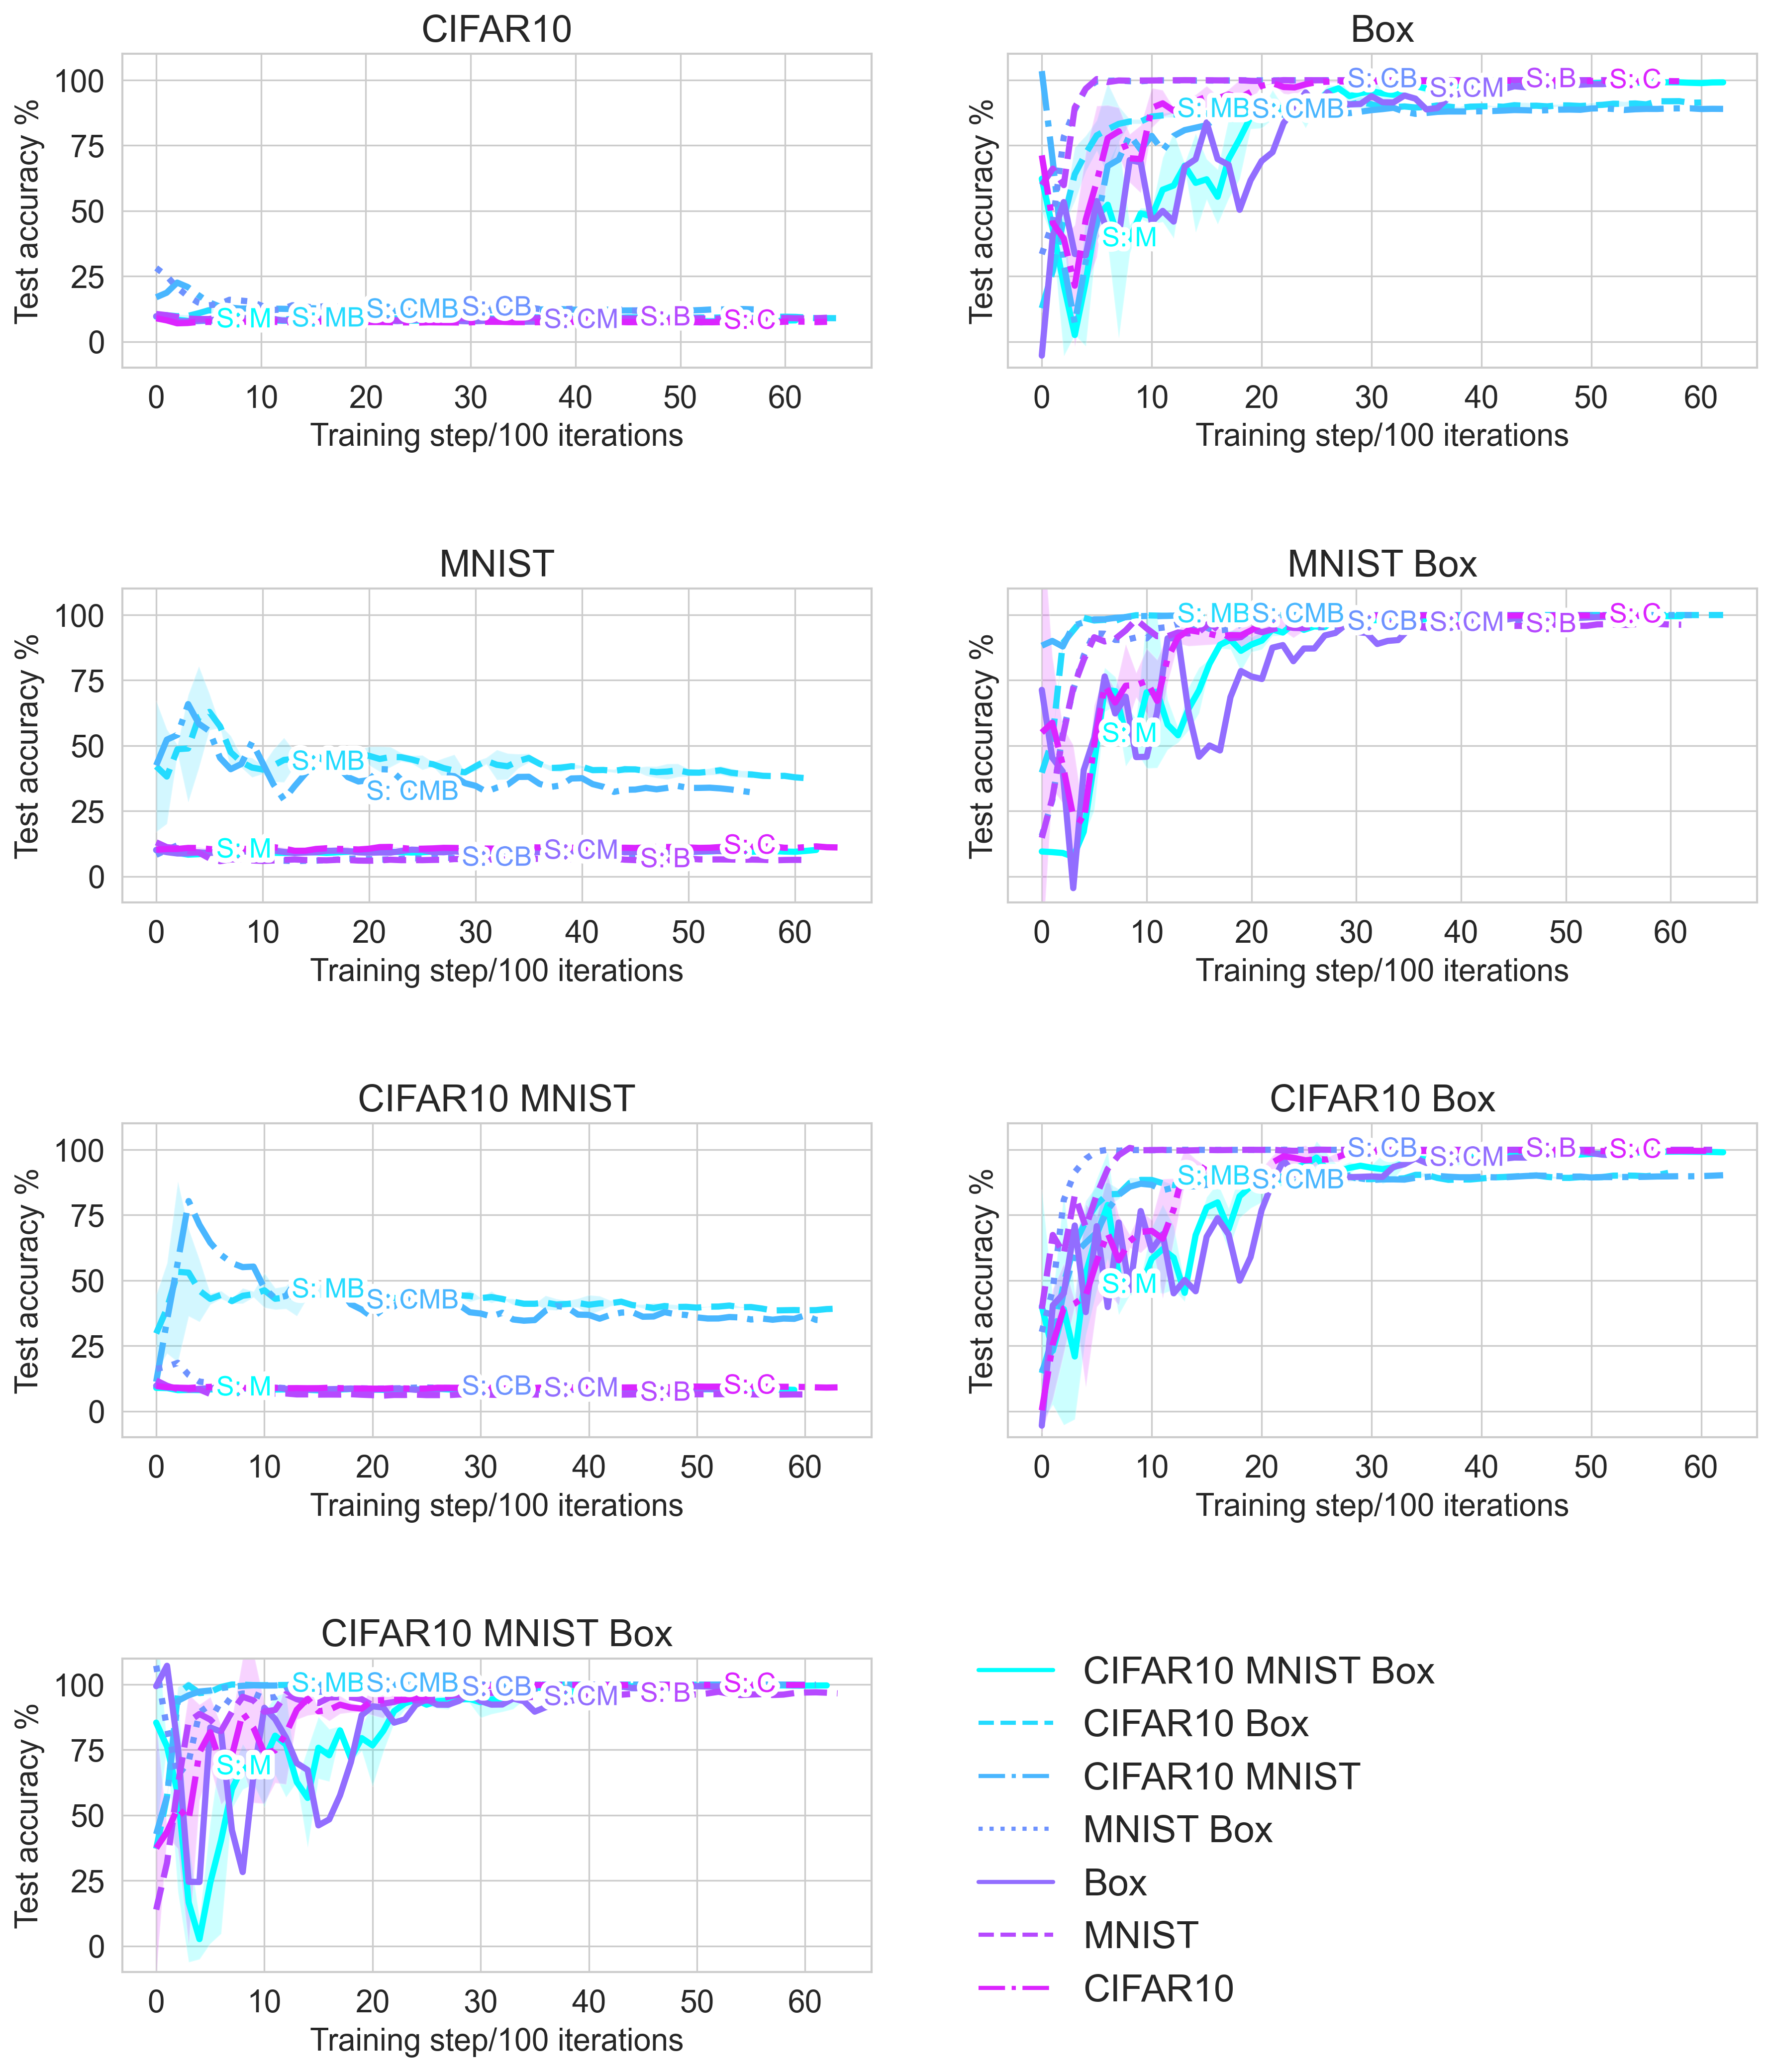 CIFAR10
Test accuracy %
100
75
50
25
0
S: M
S: MB
S: CMB
S: CB
S: CM
S: B
S: C
0 10 20 30 40 50 60
Training step/100 iterations
Box
Test accuracy %
S: M
S: MB
S: CMB
S: CB
S: CM
S: B
S: C
0 10 20 30 40 50 60
Training step/100 iterations
MNIST
Test accuracy %
100
75
50
25
0
S: M
S: MB
S: CMB
S: CB
S: CM
S: B
S: C
0 10 20 30 40 50 60
Training step/100 iterations
MNIST Box
Test accuracy %
S: M
S: MB
S: CMB
S: CB
S: CM
S: B
S: C
0 10 20 30 40 50 60
Training step/100 iterations
CIFAR10 MNIST
Test accuracy %
100
75
50
25
0
S: M
S: MB
S: CMB
S: CB
S: CM
S: B
S: C
0 10 20 30 40 50 60
Training step/100 iterations
CIFAR10 Box
Test accuracy %
S: M
S: MB
S: CMB
S: CB
S: CM
S: B
S: C
0 10 20 30 40 50 60
Training step/100 iterations
CIFAR10 MNIST Box
Test accuracy %
100
75
50
25
0
S: M
S: MB
S: CMB
S: CB
S: CM
S: B
S: C
0 10 20 30 40 50 60
Training step/100 iterations
CIFAR10 MNIST Box
CIFAR10 Box
CIFAR10 MNIST
MNIST Box
Box
MNIST
CIFAR10